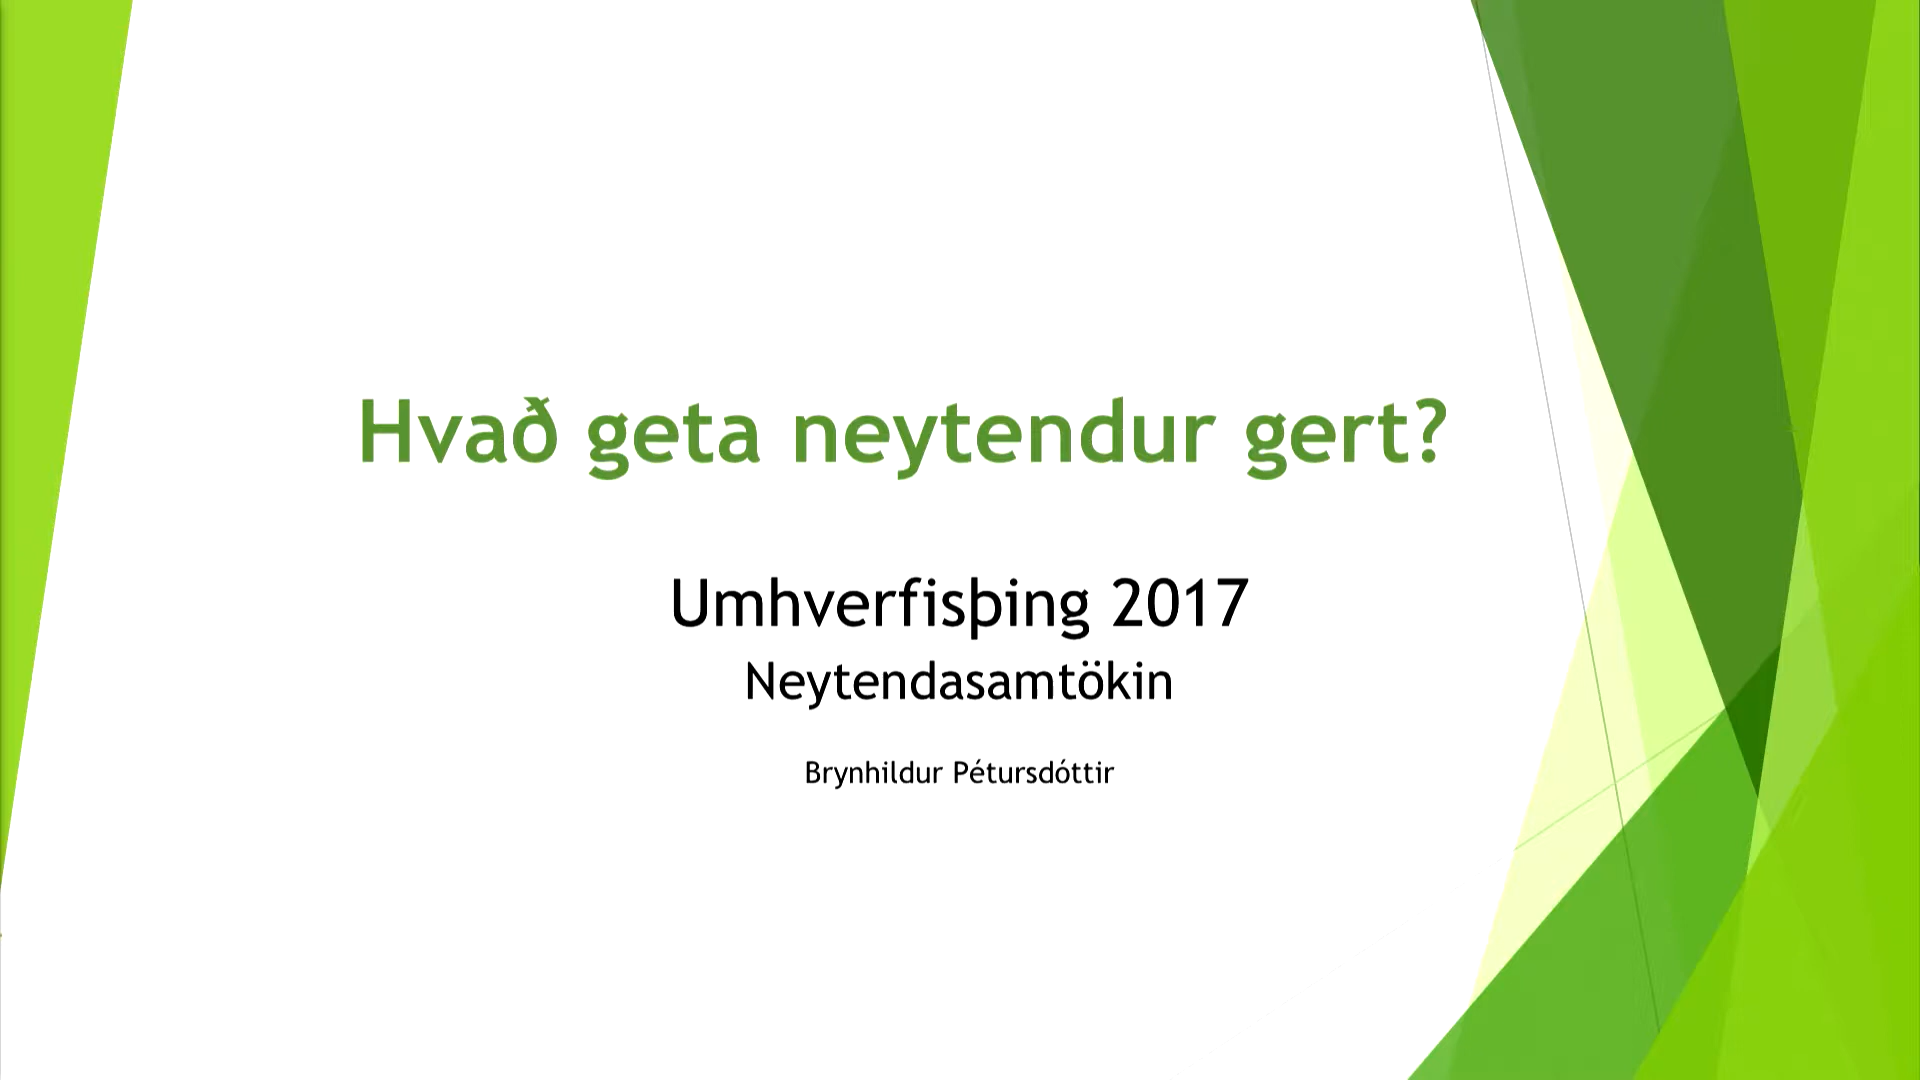 Hvað geta neytendur gert?
Umhverfisþing 2017
Neytendasamtökin
Brynhildur Pétursdóttir